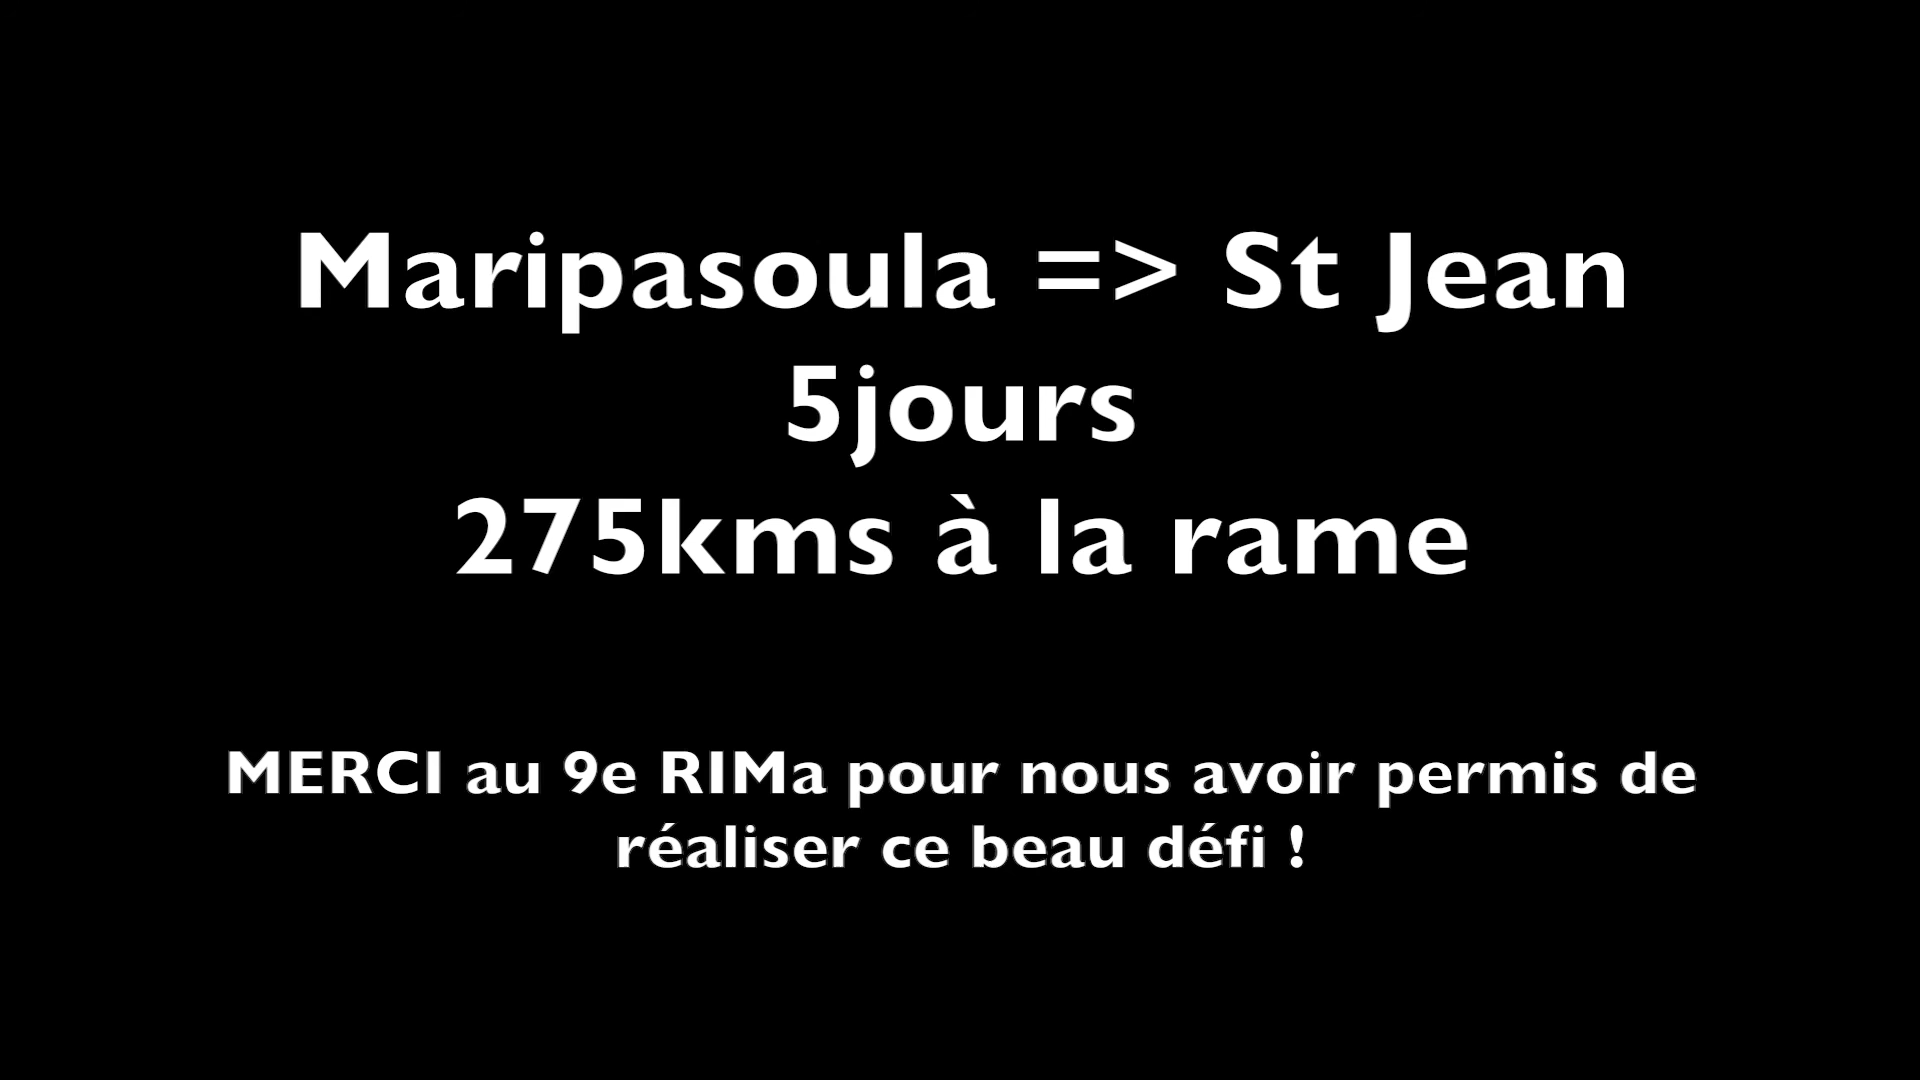 Maripasoula => St Jean
5jours
275kms à la rame
MERCI au 9e RIMa pour nous avoir permis de
réaliser ce beau défi !